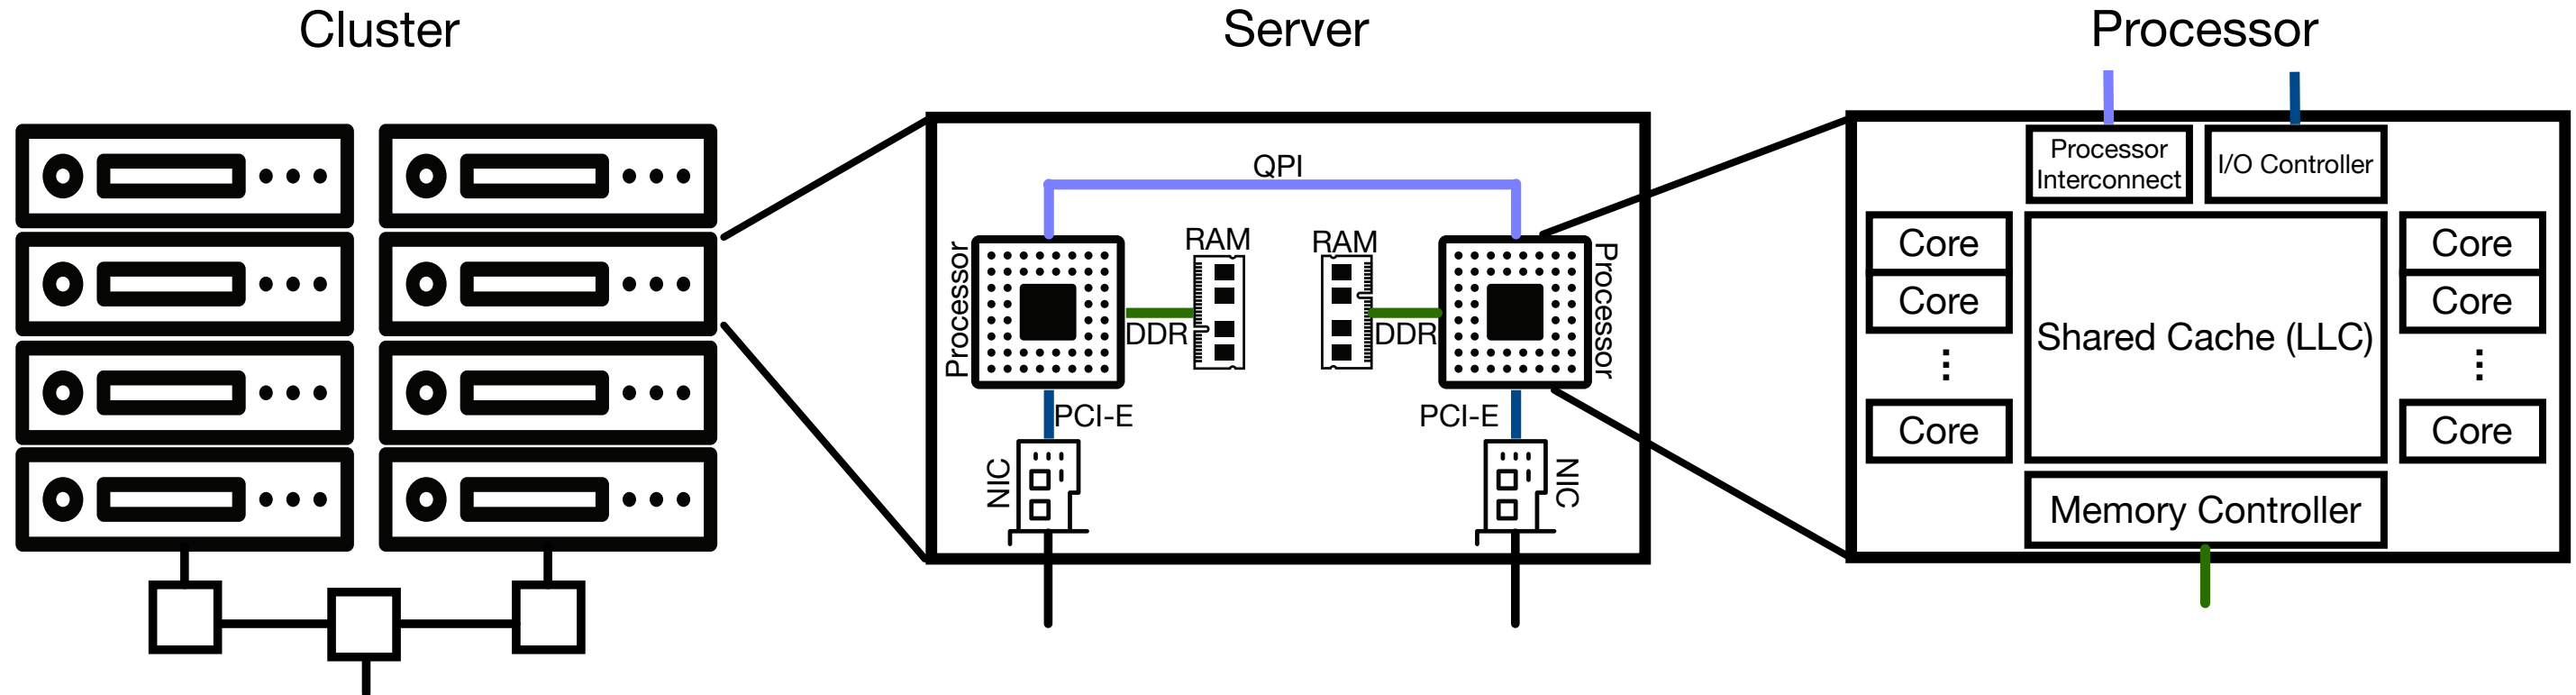 Cluster
Server
Processor
QPI
Processor
RAM
DDR
PCI-E
NIC
RAM
DDR
Processor
PCI-E
NIC
Processor
Interconnect
I/O Controller
Core
Core
⋮
Core
Shared Cache (LLC)
Core
Core
⋮
Core
Memory Controller